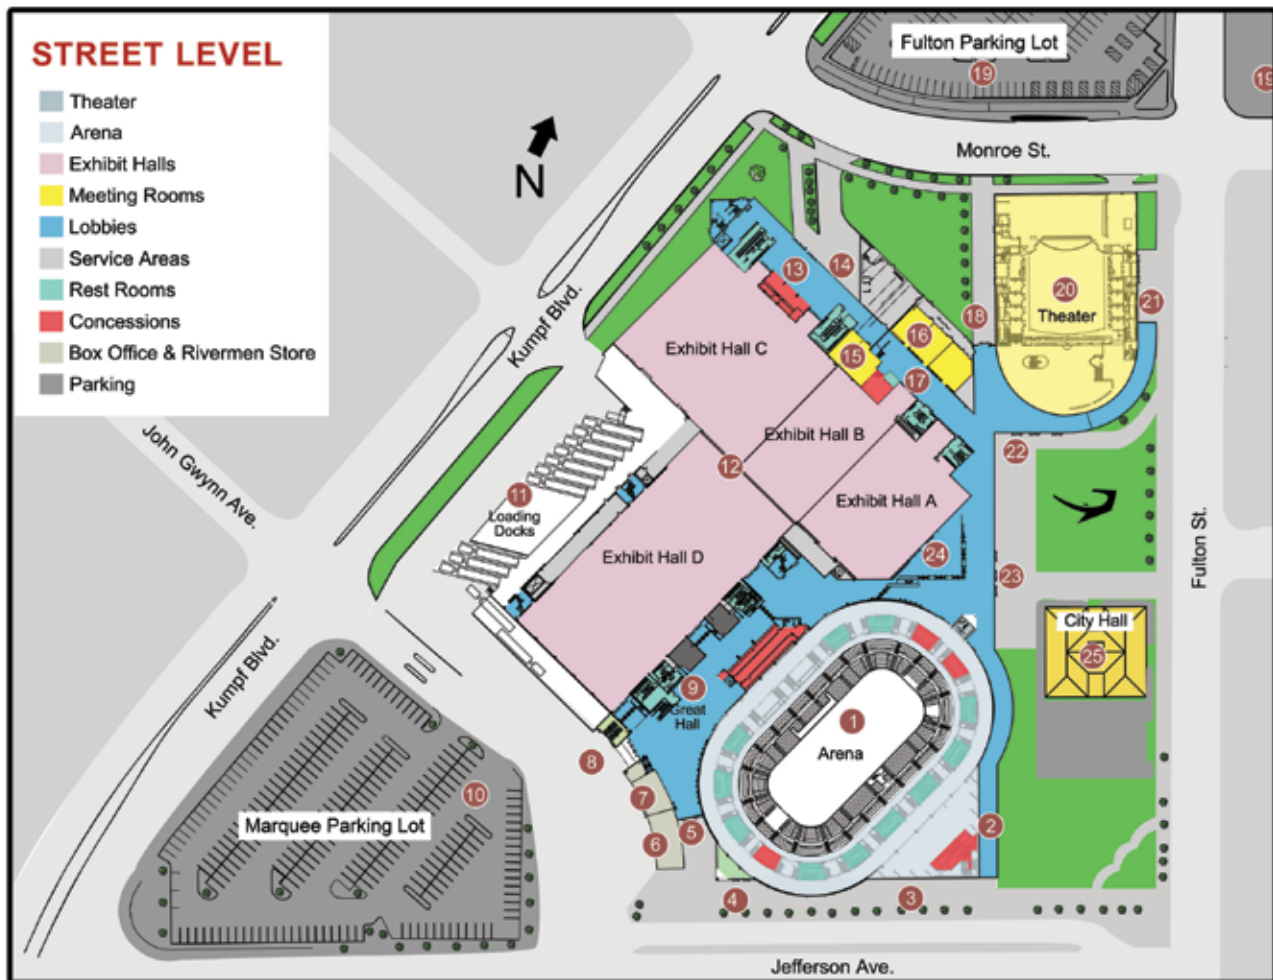 STREET LEVEL
Theater
Arena
Exhibit Halls
Meeting Rooms
Lobbies
Service Areas
Rest Rooms
Concessions
Box Office & Rivermen Store
Parking
Fulton Parking Lot
19
19
Monroe St.
N
Kumpf Blvd.
13
14
18
20
Theater
21
16
15
17
Exhibit Hall C
Exhibit Hall B
12
22
Exhibit Hall A
John Gwynn Ave.
11
Loading
Docks
Exhibit Hall D
24
23
Fulton St.
City Hall
25
Kumpf Blvd.
9
Great
Hall
1
Arena
8
10
7
Marquee Parking Lot
6
5
2
4
3
Jefferson Ave.